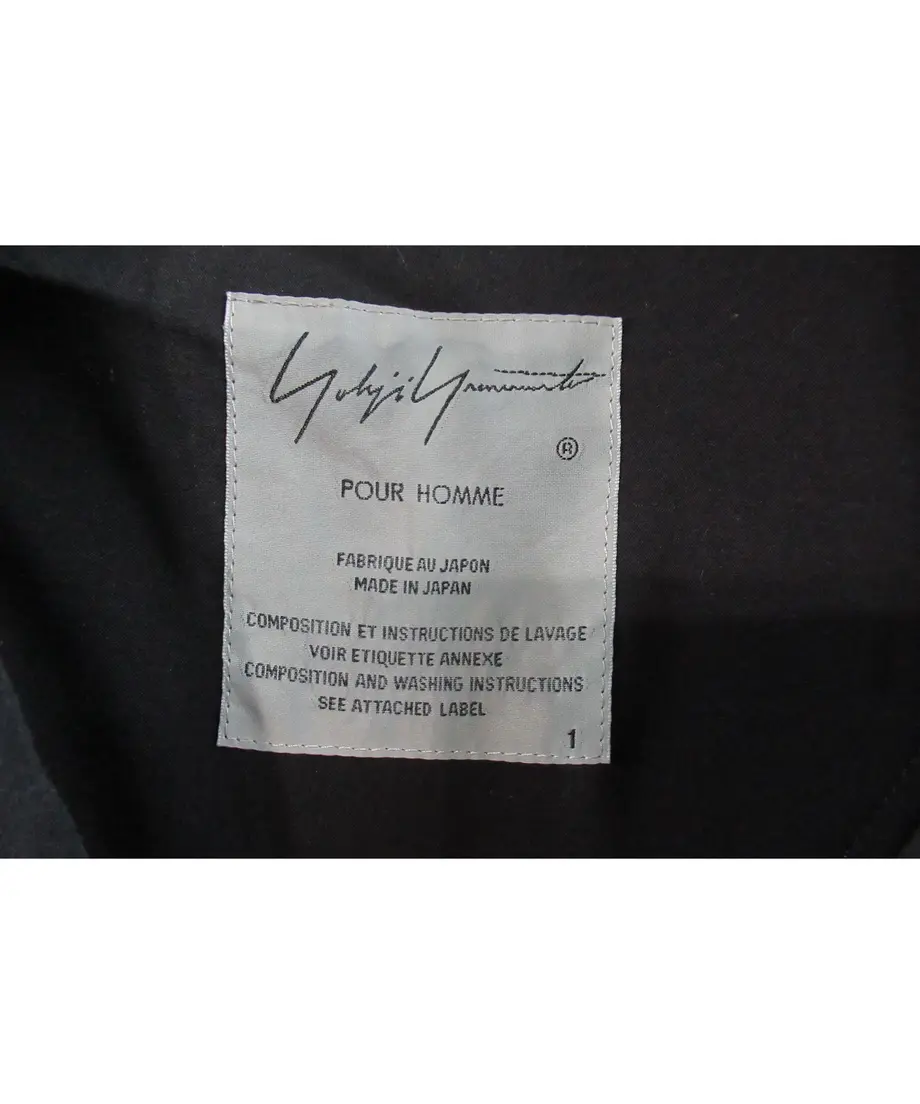 Yohji Yamamoto
®
POUR HOMME
FABRIQUE AU JAPON
MADE IN JAPAN
COMPOSITION ET INSTRUCTIONS DE LAVAGE
VOIR ETIQUETTE ANNEXE
COMPOSITION AND WASHING INSTRUCTIONS
SEE ATTACHED LABEL
1